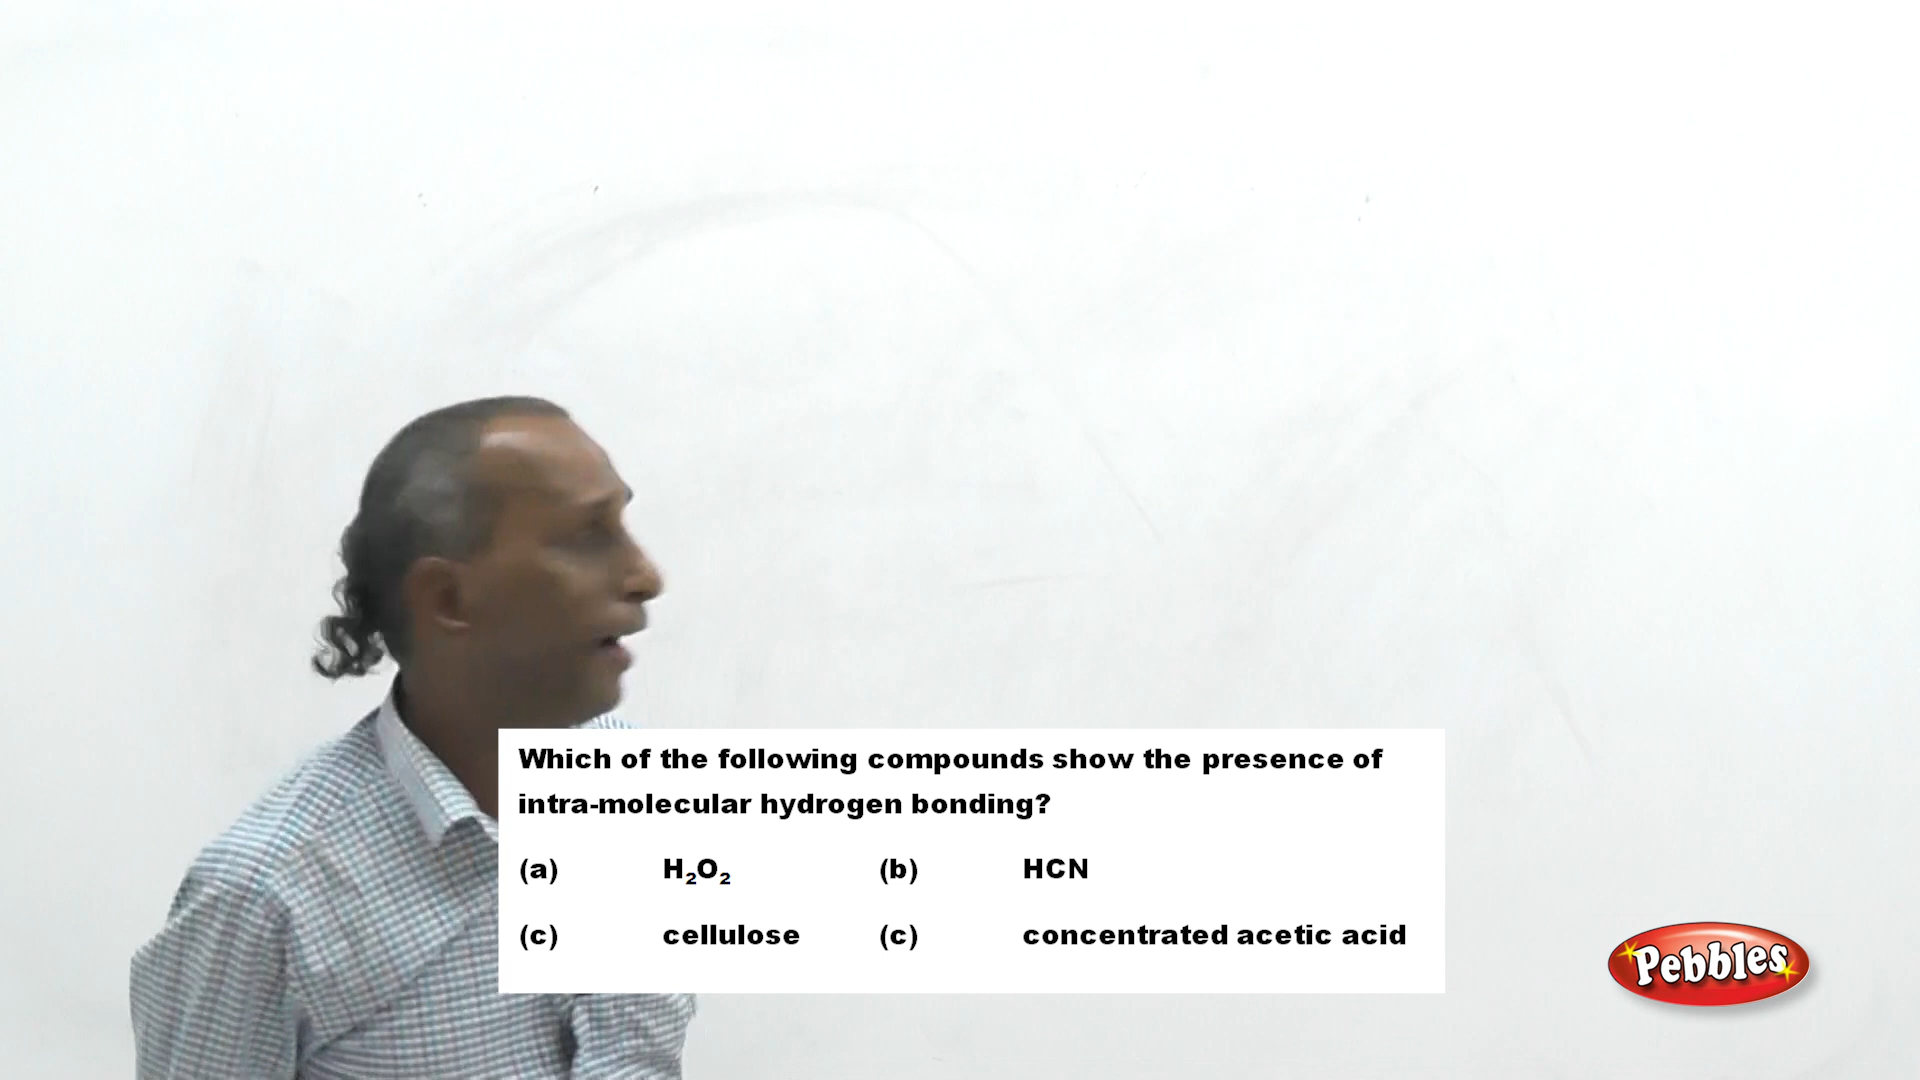 Which of the following compounds show the presence of
intra-molecular hydrogen bonding?
(a) H₂O₂ (b) HCN
(c) cellulose (c) concentrated acetic acid
Pebbles